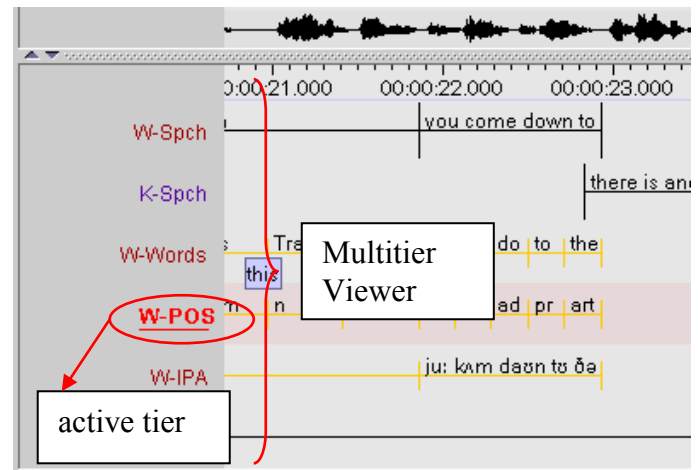 0:00:21.000 00:00:22.000 00:00:23.000
W-Spch you come down to
K-Spch there is and
W-Words s Tra do to the
this
Multitier
Viewer
W-POS n n ad pr art
W-IPA ju: kʌm daʊn tʊ ðə
active tier